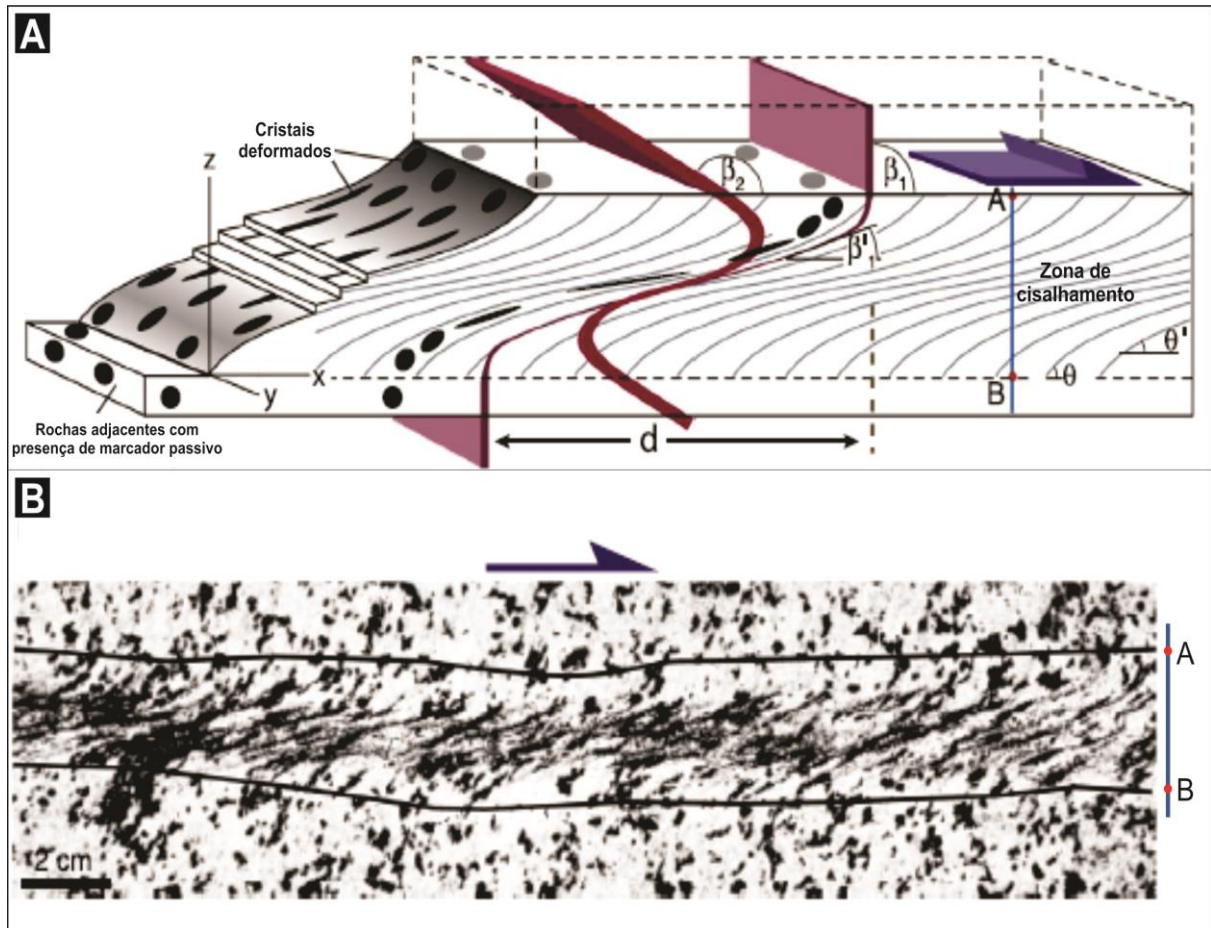 A
Cristais
deformados
z
β₂
β₁
A
β'₁
Zona de
cisalhamento
θ'
x
θ
y
B
Rochas adjacentes com
presença de marcador passivo
d
B
A
B
2 cm